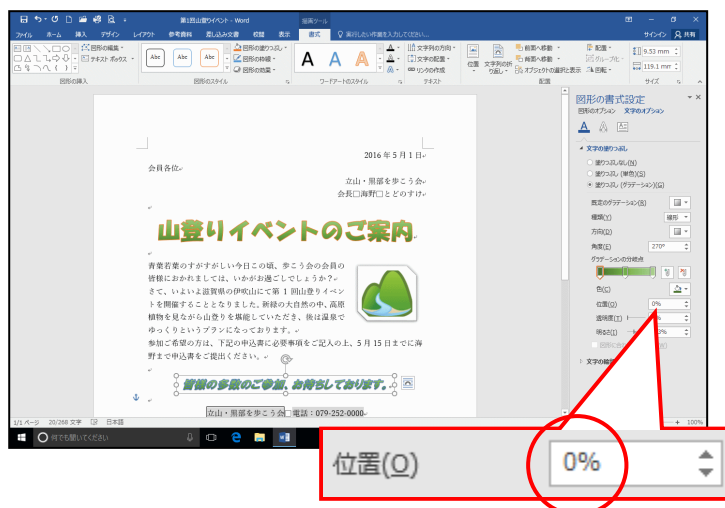 第1回山登りイベント - Word
描画ツール
ファイル ホーム 挿入 デザイン レイアウト 参考資料 差し込み文書 校閲 表示 書式 実行したい作業を入力してください... サインイン 共有
図形の編集 テキスト ボックス
Abc Abc Abc
図形の塗りつぶし 図形の枠線 図形の効果
A A A
文字列の方向 文字の配置 リンクの作成
位置 文字列の折り返し
前面へ移動 背面へ移動 オブジェクトの選択と表示
配置 グループ化 回転
9.53 mm
119.1 mm
図形の挿入 図形のスタイル ワードアートのスタイル テキスト 配置 サイズ
2016 年 5 月 1 日
会員各位
立山・黒部を歩こう会
会長□海野□とどのすけ
山登りイベントのご案内
青葉若葉のすがすがしい今日この頃、歩こう会の会員の
皆様におかれましては、いかがお過ごしでしょうか?
さて、いよいよ滋賀県の伊吹山にて第 1 回山登りイベン
トを開催することとなりました。新緑の大自然の中、高原
植物を見ながら山登りを堪能していただき、後は温泉で
ゆっくりというプランになっております。
参加ご希望の方は、下記の申込書に必要事項をご記入の上、5 月 15 日までに海
野まで申込書をご提出ください。
皆様の多数のご参加、お待ちしております。
立山・黒部を歩こう会□電話:079-252-0000
図形の書式設定
図形のオプション 文字のオプション
文字の塗りつぶし
塗りつぶしなし(N)
塗りつぶし (単色)(S)
塗りつぶし (グラデーション)(G)
既定のグラデーション(R)
種類(Y) 線形
方向(D)
角度(E) 270°
グラデーションの分岐点
色(C)
位置(O) 0%
透明度(T)
明るさ(I)
文字の輪郭
1/1 ページ 20/268 文字 日本語 100%
何でも聞いてください
位置(O) 0%